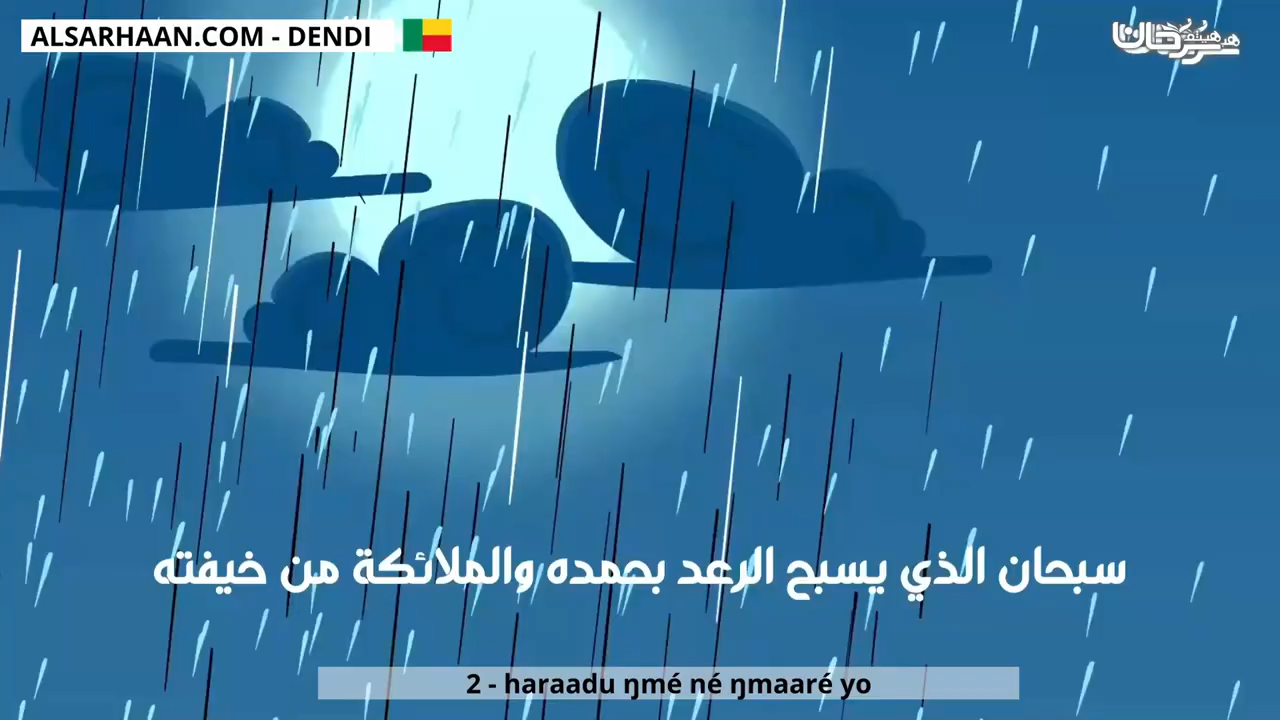 ALSARHAAN.COM - DENDI
سبحان الذي يسبح الرعد بحمده والملائكة من خيفته
2 - haraadu ŋmé né ŋmaaré yo